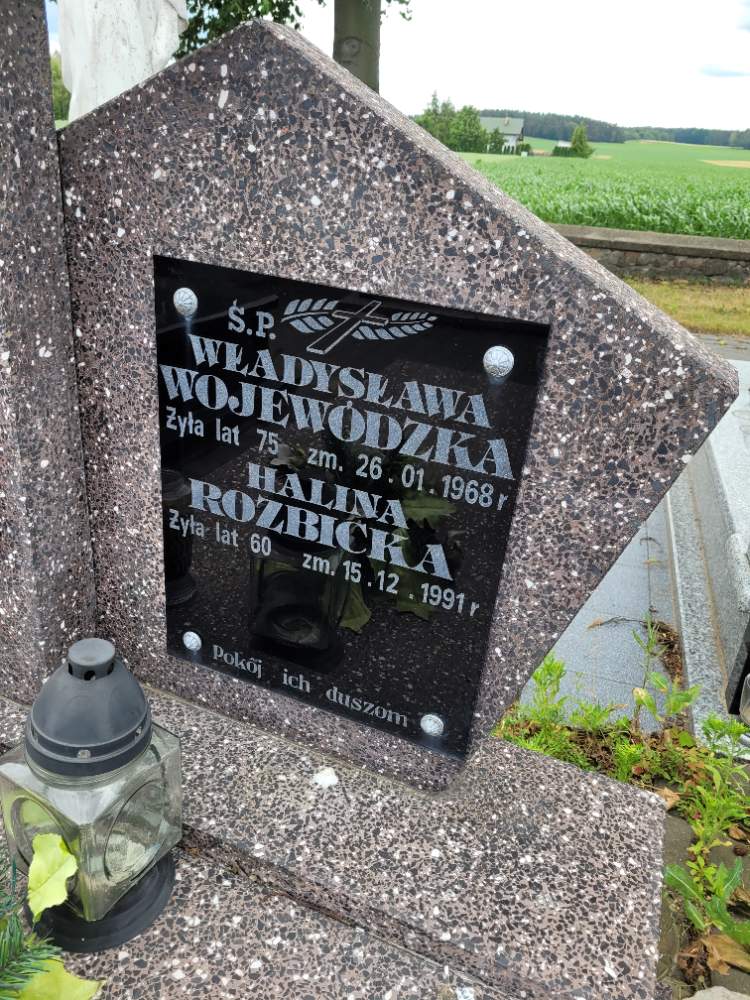 Ś.P.
WŁADYSŁAWA
WOJEWÓDZKA
Żyła lat 75 zm. 26.01.1968 r
HALINA
ROZBICKA
Żyła lat 60 zm. 15.12.1991 r
Pokój ich duszom